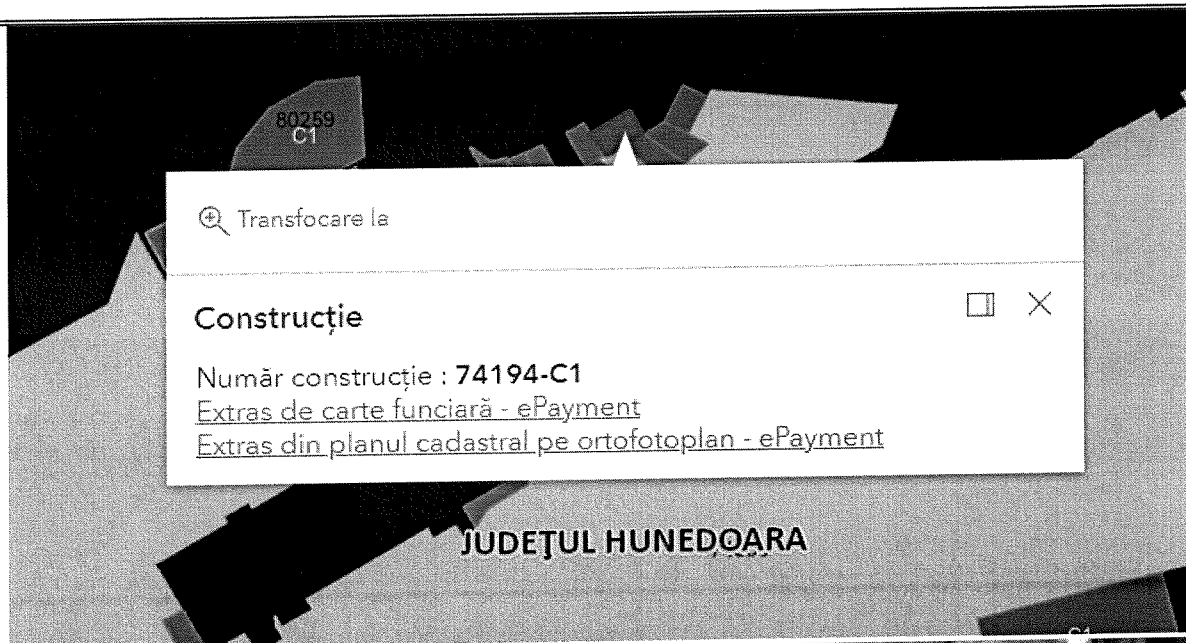 80259
C1
Transfocare la
Construcție
Număr construcție : 74194-C1
Extras de carte funciară - ePayment
Extras din planul cadastral pe ortofotoplan - ePayment
JUDEȚUL HUNEDOARA
C1